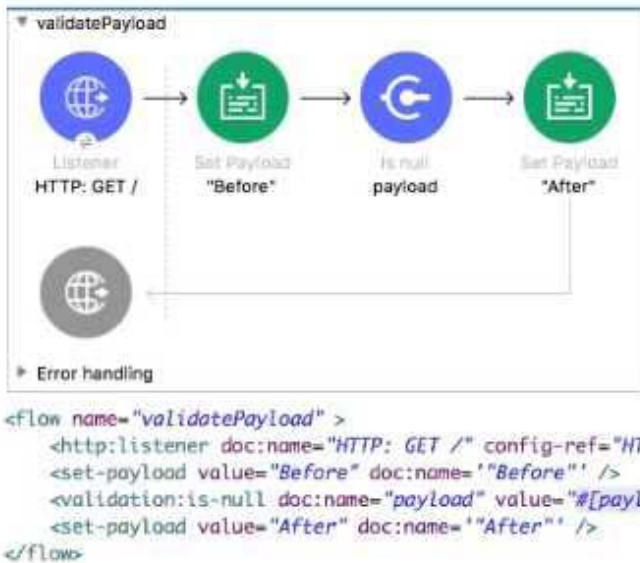 validatePayload
Listener
HTTP: GET /
Set Payload
"Before"
Is null
payload
Set Payload
"After"
Error handling
<flow name="validatePayload" >
<http:listener doc:name="HTTP: GET /" config-ref="HT
<set-payload value="Before" doc:name='"Before"' />
<validation:is-null doc:name="payload" value="#[payl
<set-payload value="After" doc:name='"After"' />
</flow>